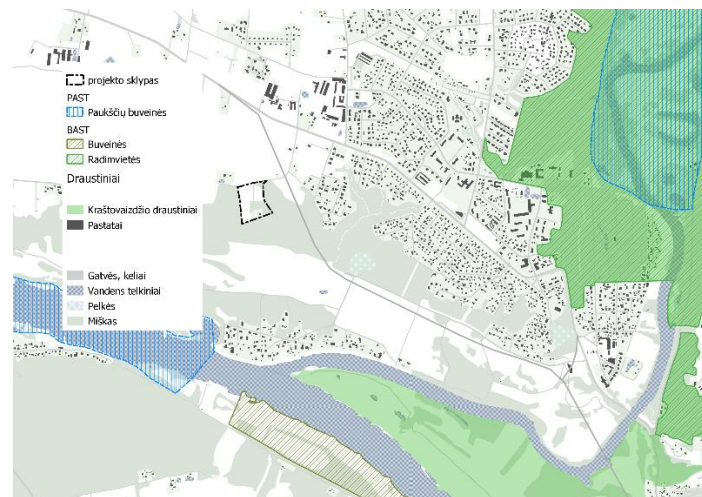 projekto sklypas
PAST
Paukščių buveinės
BAST
Buveinės
Radimvietės
Draustiniai
Kraštovaizdžio draustiniai
Pastatai
Gatvės, keliai
Vandens telkiniai
Pelkės
Miškas